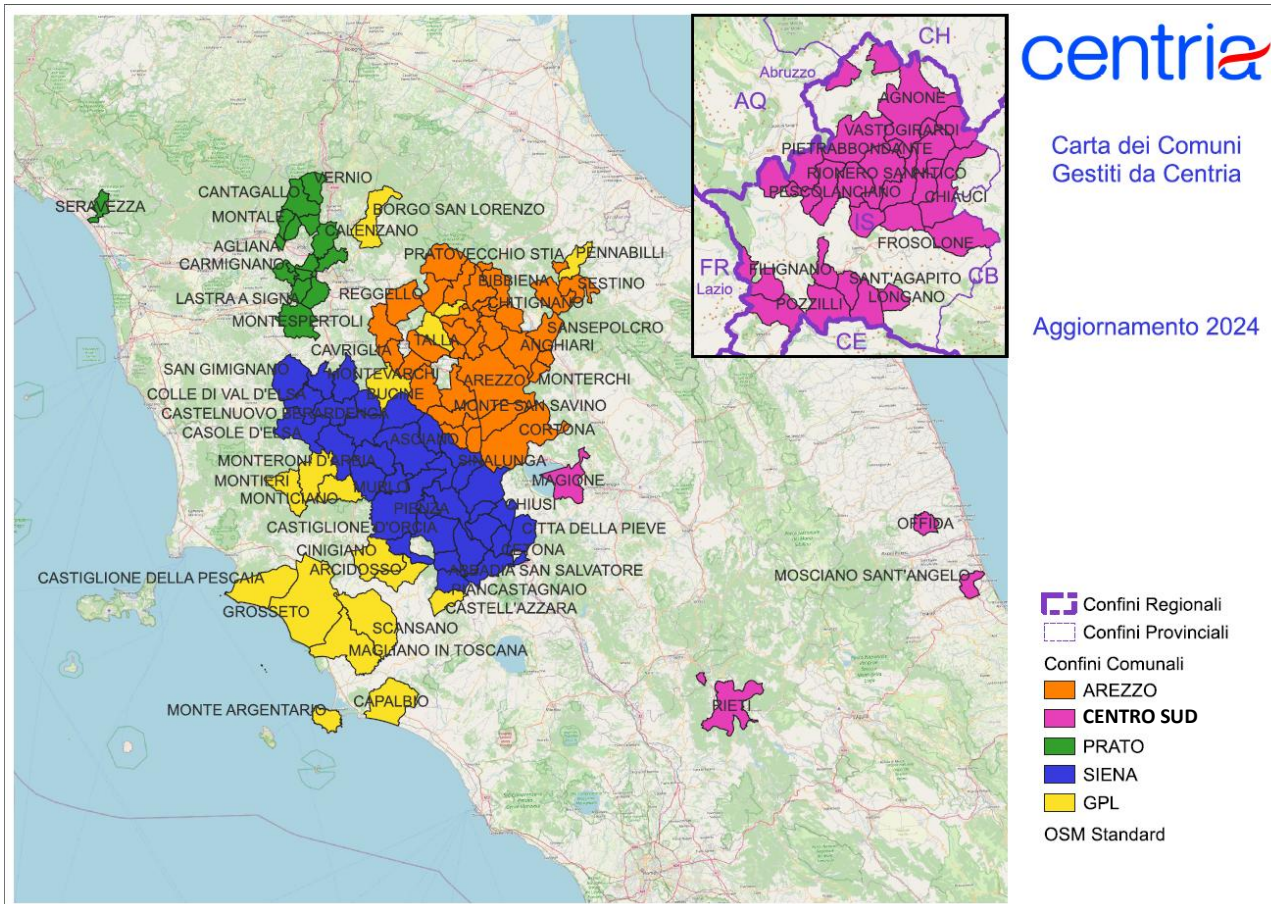 centria
Carta dei Comuni
Gestiti da Centria
Aggiornamento 2024
CH
Abruzzo
AQ
AGNONE
VASTOGIRARDI
PIETRABBONDANTE
RIONERO SANNITICO
PESCOLANCIANO
CHIAUCI
IS
FROSOLONE
FR
Lazio
FILIGNANO
SANT'AGAPITO
CB
LONGANO
POZZILLI
CE
VERNIO
CANTAGALLO
SERAVEZZA
MONTALE
BORGO SAN LORENZO
CALENZANO
AGLIANA
CARMIGNANO
PRATOVECCHIO STIA
PENNABILLI
BIBBIENA
SESTINO
LASTRA A SIGNA
REGGELLO
CHITIGNANO
MONTESPERTOLI
SANSEPOLCRO
TALLA
ANGHIARI
CAVRIGLIA
SAN GIMIGNANO
MONTEVARCHI
AREZZO
MONTERCHI
COLLE DI VAL D'ELSA
BUCINE
CASTELNUOVO BERARDENGA
MONTE SAN SAVINO
CASOLE D'ELSA
ASCIANO
CORTONA
MONTERONI D'ARBIA
SINALUNGA
MONTIERI
MURLO
MAGIONE
MONTICIANO
PIENZA
CHIUSI
CASTIGLIONE D'ORCIA
CITTA DELLA PIEVE
OFFIDA
CINIGIANO
CETONA
ARCIDOSSO
ABBADIA SAN SALVATORE
CASTIGLIONE DELLA PESCAIA
MOSCIANO SANT'ANGELO
PIANCASTAGNAIO
GROSSETO
CASTELL'AZZARA
SCANSANO
MAGLIANO IN TOSCANA
CAPALBIO
MONTE ARGENTARIO
RIETI
Confini Regionali
Confini Provinciali
Confini Comunali
AREZZO
CENTRO SUD
PRATO
SIENA
GPL
OSM Standard